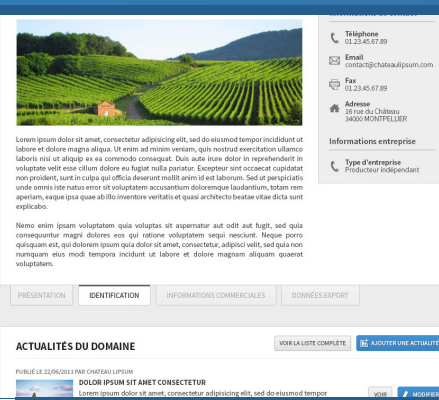 Téléphone
01.23.45.67.89
Email
contact@chateaulipsum.com
Fax
01.23.45.67.89
Adresse
16 rue du Château
34000 MONTPELLIER
Informations entreprise
Type d'entreprise
Producteur indépendant
Lorem ipsum dolor sit amet, consectetur adipisicing elit, sed do eiusmod tempor incididunt ut
labore et dolore magna aliqua. Ut enim ad minim veniam, quis nostrud exercitation ullamco
laboris nisi ut aliquip ex ea commodo consequat. Duis aute irure dolor in reprehenderit in
voluptate velit esse cillum dolore eu fugiat nulla pariatur. Excepteur sint occaecat cupidatat
non proident, sunt in culpa qui officia deserunt mollit anim id est laborum. Sed ut perspiciatis
unde omnis iste natus error sit voluptatem accusantium doloremque laudantium, totam rem
aperiam, eaque ipsa quae ab illo inventore veritatis et quasi architecto beatae vitae dicta sunt
explicabo.
Nemo enim ipsam voluptatem quia voluptas sit aspernatur aut odit aut fugit, sed quia
consequuntur magni dolores eos qui ratione voluptatem sequi nesciunt. Neque porro
quisquam est, qui dolorem ipsum quia dolor sit amet, consectetur, adipisci velit, sed quia non
numquam eius modi tempora incidunt ut labore et dolore magnam aliquam quaerat
voluptatem.
PRÉSENTATION
IDENTIFICATION
INFORMATIONS COMMERCIALES
DONNÉES EXPORT
ACTUALITÉS DU DOMAINE
VOIR LA LISTE COMPLÈTE
AJOUTER UNE ACTUALITÉ
PUBLIÉ LE 22/06/2013 PAR CHATEAU LIPSUM
DOLOR IPSUM SIT AMET CONSECTETUR
Lorem ipsum dolor sit amet, consectetur adipisicing elit, sed do eiusmod tempor
VOIR
MODIFIER